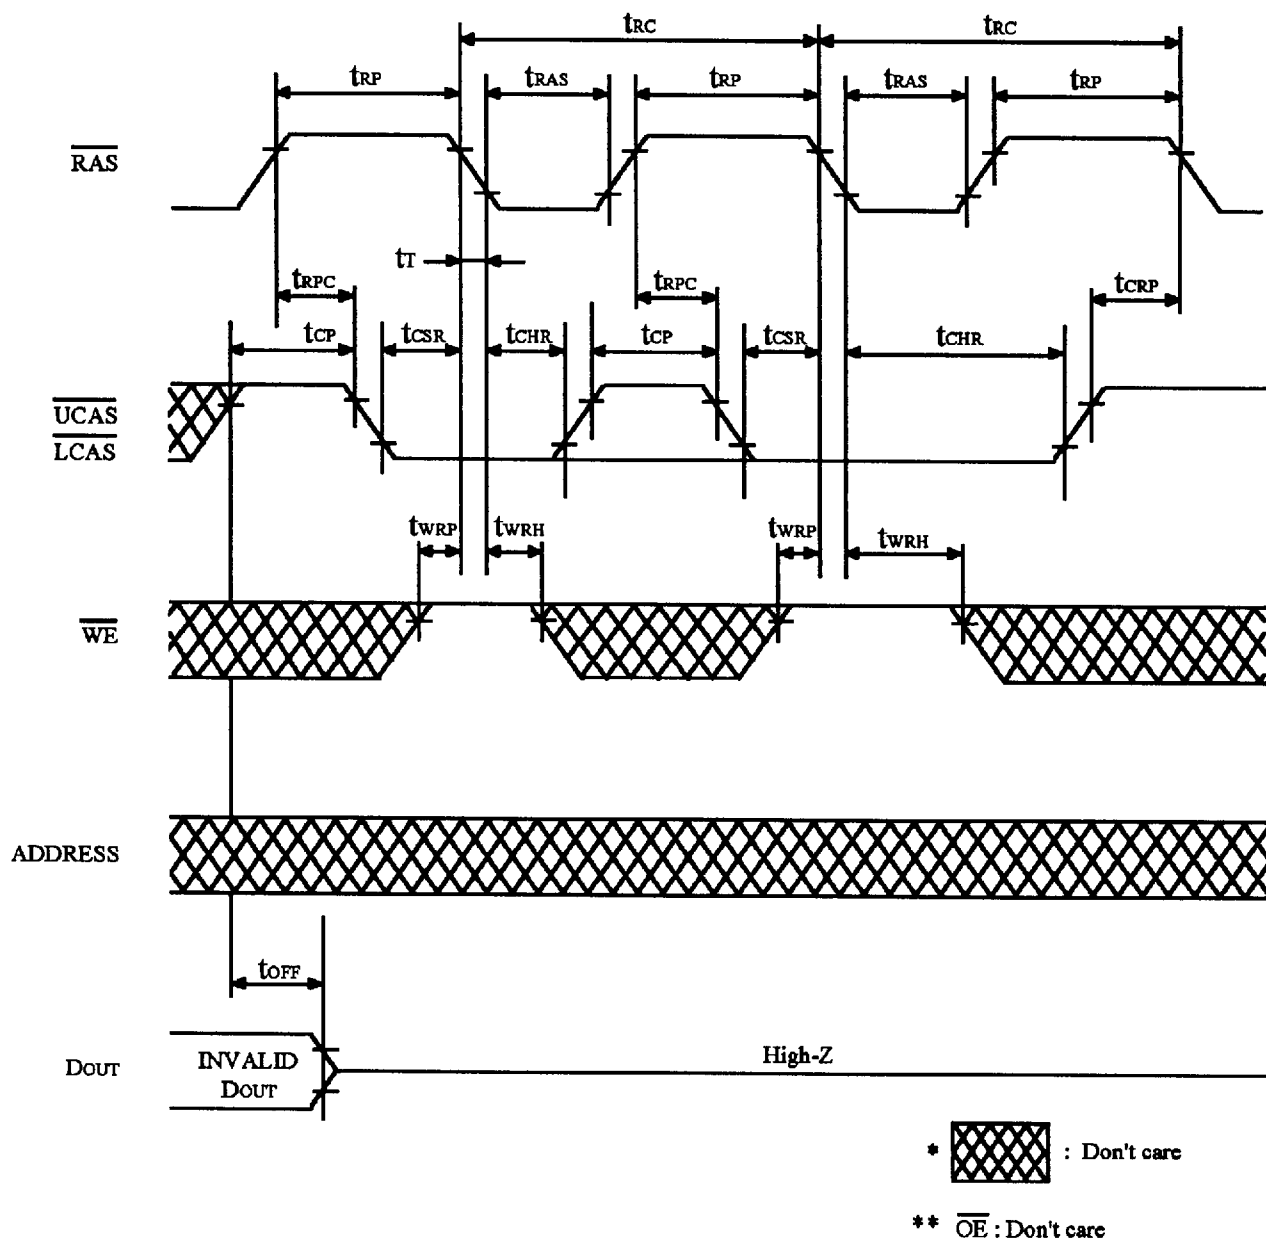 tRC tRC
tRP tRAS tRP tRAS tRP
RAS
tT
tRPC tRPC tCRP
tCP tCSR tCHR tCP tCSR tCHR
UCAS
LCAS
tWRP tWRH tWRP tWRH
WE
ADDRESS
tOFF
DOUT
INVALID
DOUT
High-Z
* : Don't care
** OE : Don't care